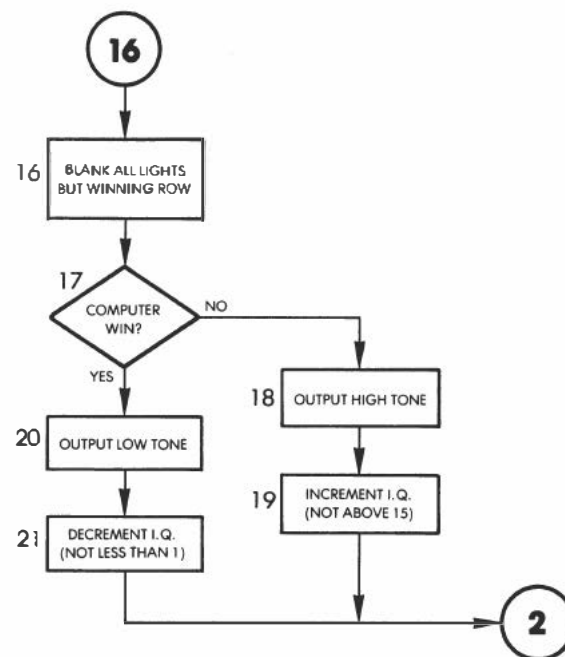 16
16
BLANK ALL LIGHTS
BUT WINNING ROW
17
COMPUTER
WIN?
NO
YES
18
OUTPUT HIGH TONE
20
OUTPUT LOW TONE
19
INCREMENT I.Q.
(NOT ABOVE 15)
21
DECREMENT I.Q.
(NOT LESS THAN 1)
2